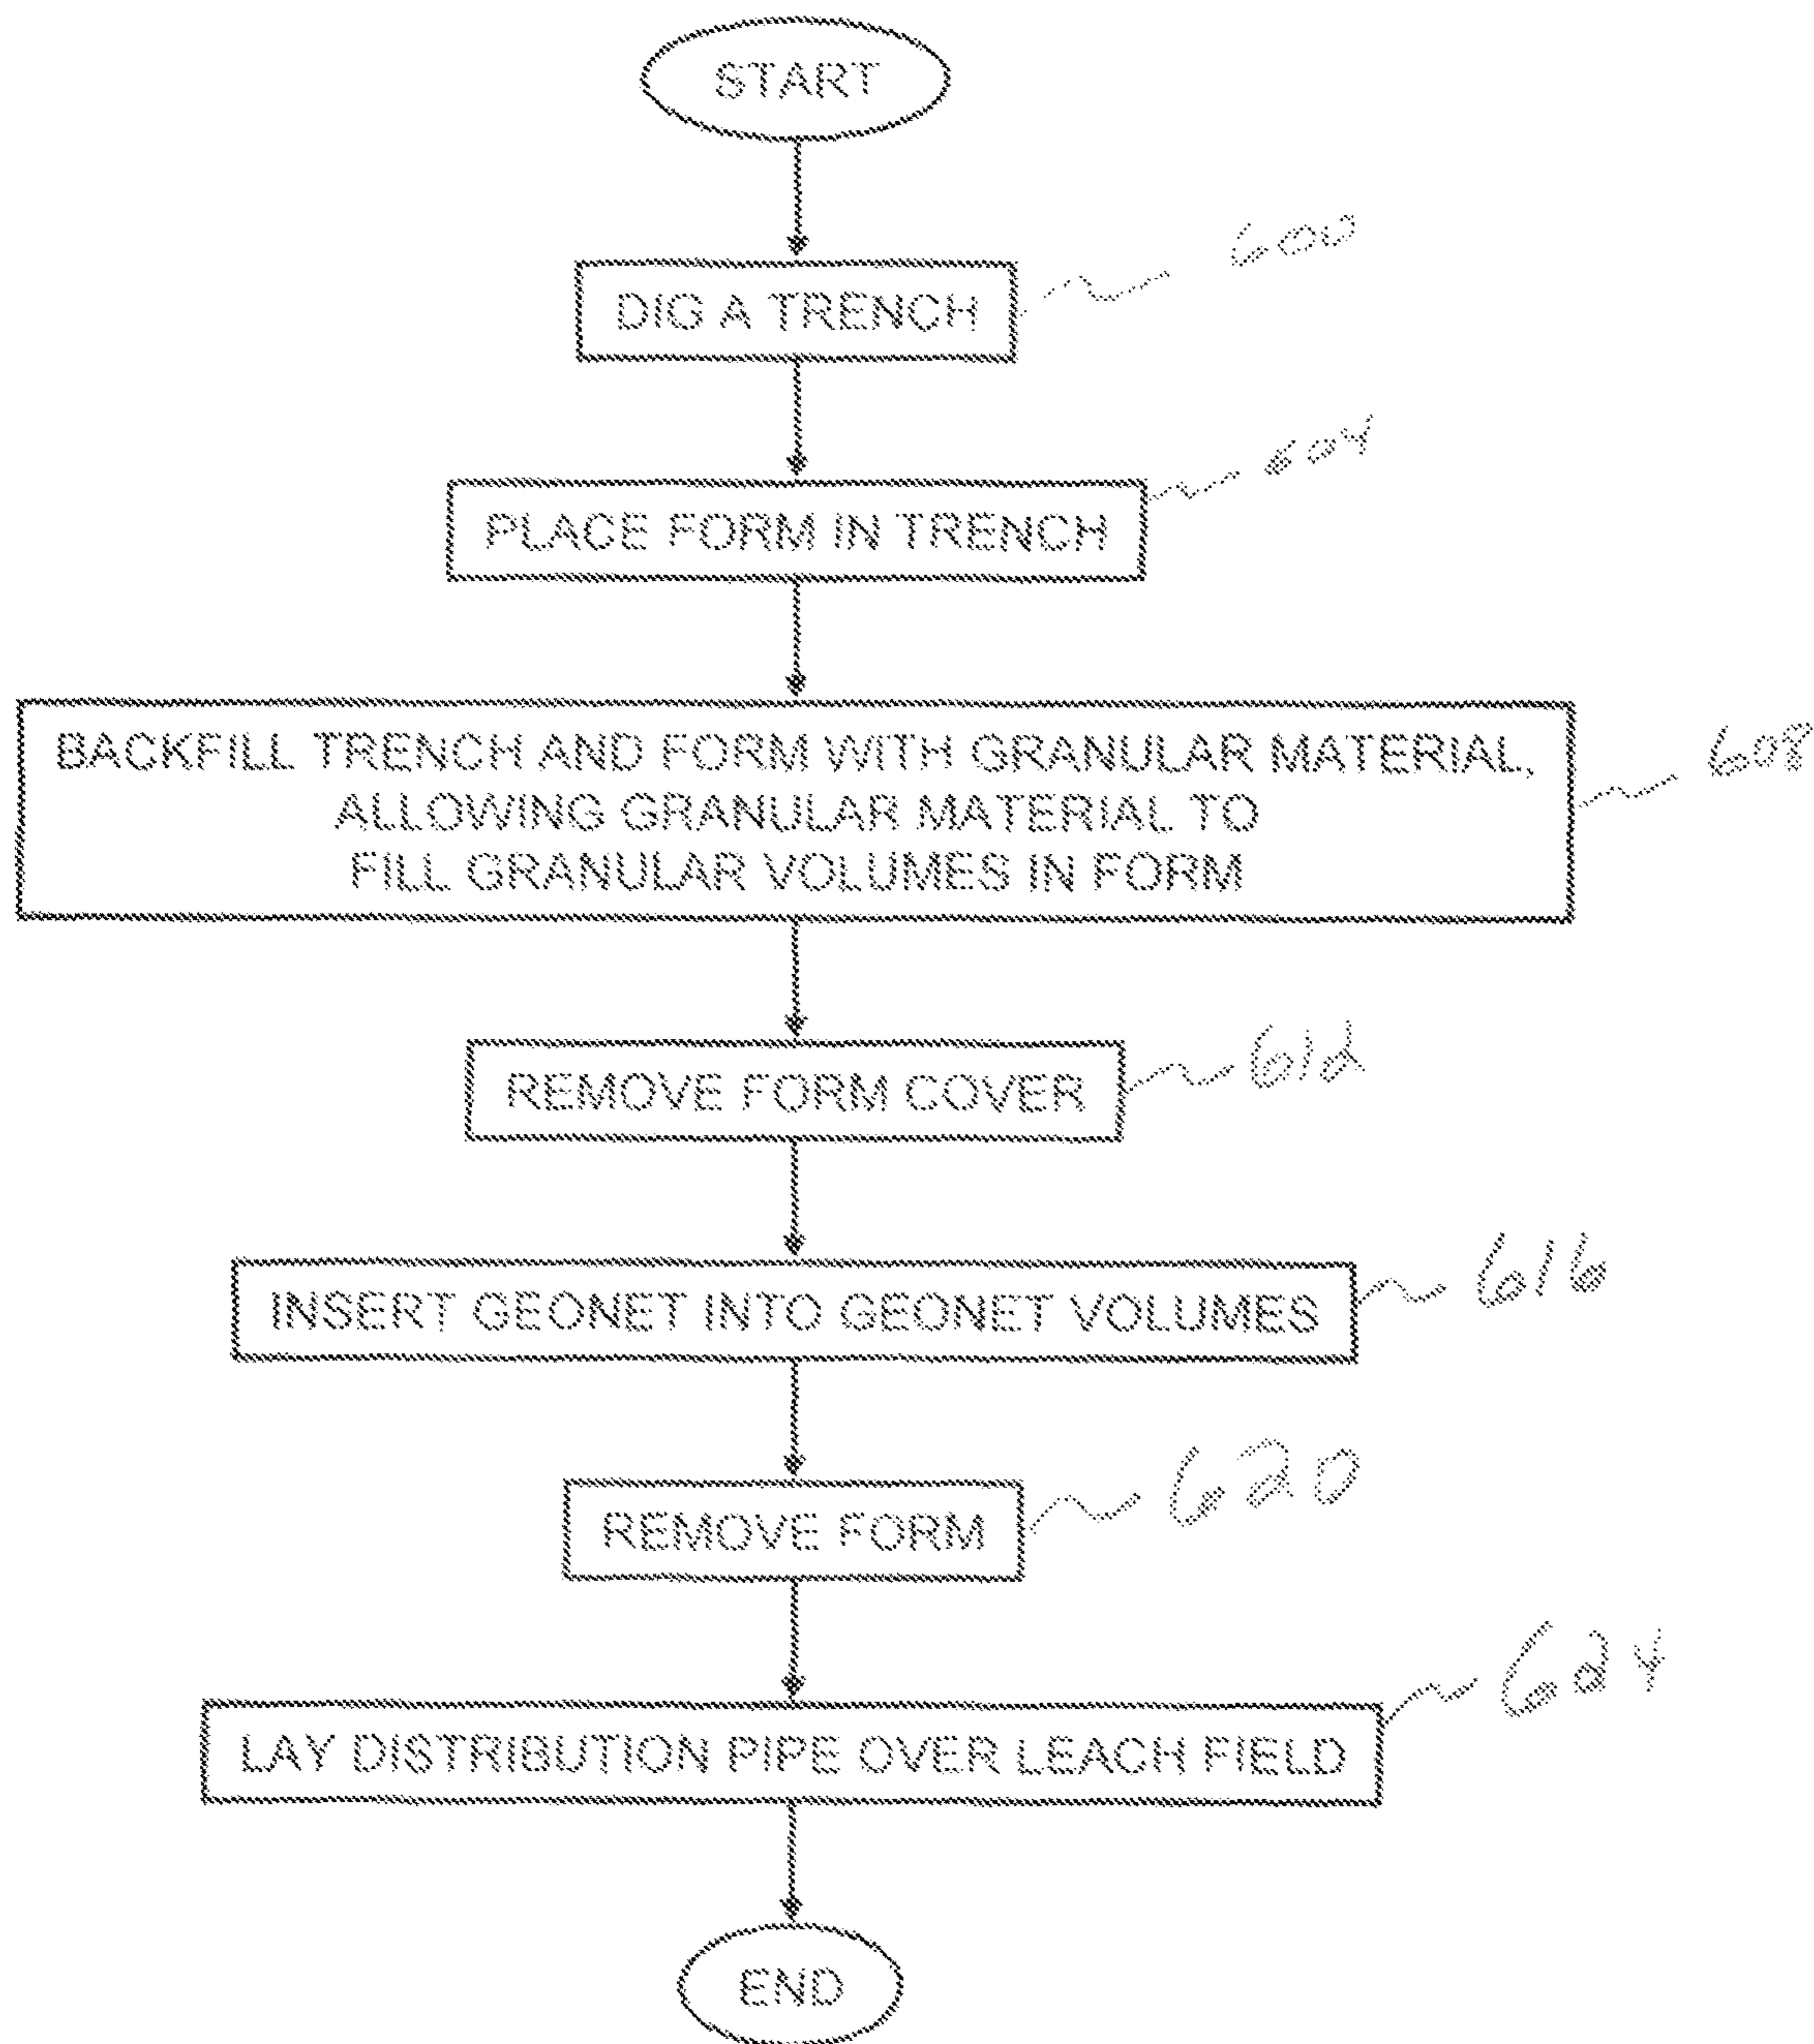 START
DIG A TRENCH
600
PLACE FORM IN TRENCH
604
BACKFILL TRENCH AND FORM WITH GRANULAR MATERIAL,
ALLOWING GRANULAR MATERIAL TO
FILL GRANULAR VOLUMES IN FORM
608
REMOVE FORM COVER
612
INSERT GEONET INTO GEONET VOLUMES
616
REMOVE FORM
620
LAY DISTRIBUTION PIPE OVER LEACH FIELD
624
END